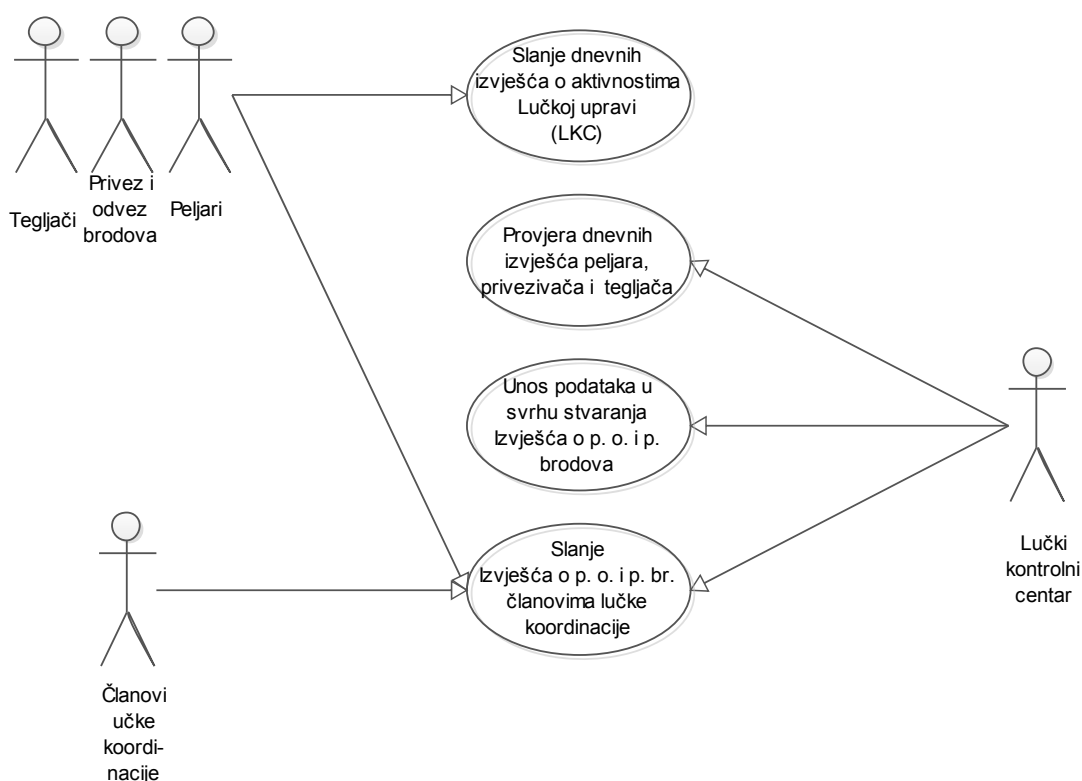 Tegljači
Privez i
odvez
brodova
Peljari
Slanje dnevnih
izvješća o aktivnostima
Lučkoj upravi
(LKC)
Provjera dnevnih
izvješća peljara,
privezivača i tegljača
Unos podataka u
svrhu stvaranja
Izvješća o p. o. i p.
brodova
Slanje
Izvješća o p. o. i p. br.
članovima lučke
koordinacije
Lučki
kontrolni
centar
Članovi
učke
koordi-
nacije